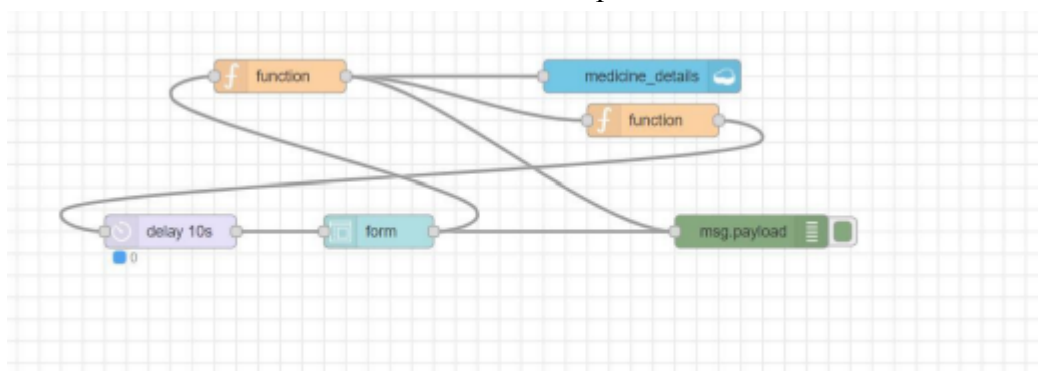 function
medicine_details
function
delay 10s
form
msg.payload
0